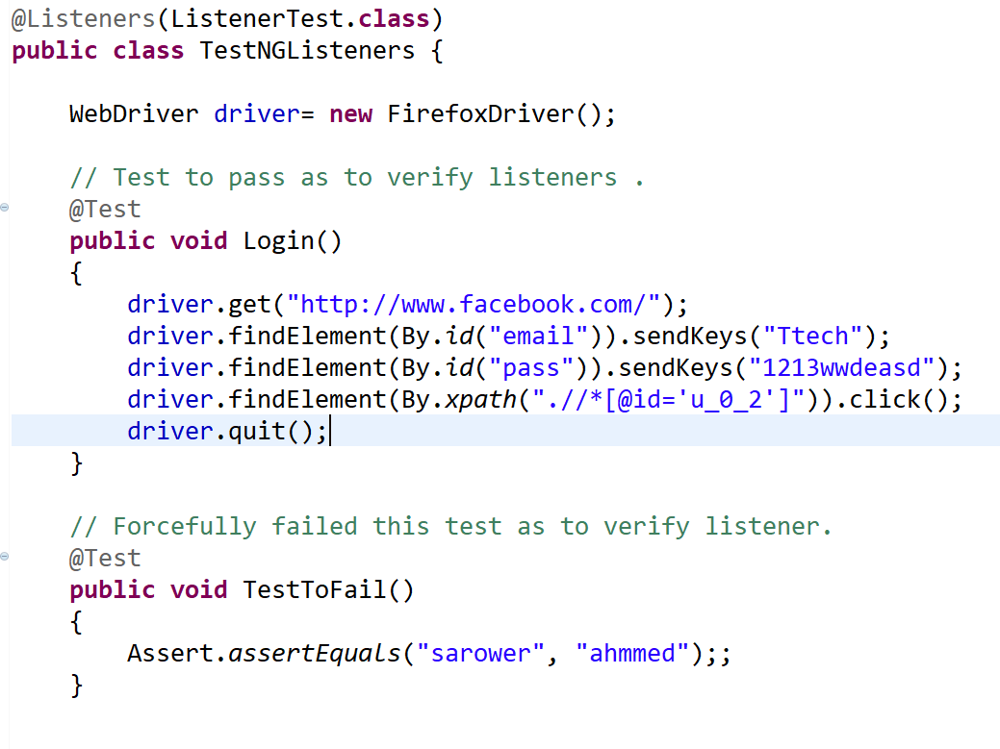 @Listeners(ListenerTest.class)
public class TestNGListeners {
WebDriver driver= new FirefoxDriver();
// Test to pass as to verify listeners .
@Test
public void Login()
{
driver.get("http://www.facebook.com/");
driver.findElement(By.id("email")).sendKeys("Ttech");
driver.findElement(By.id("pass")).sendKeys("1213wwdeasd");
driver.findElement(By.xpath(".//*[@id='u_0_2']")).click();
driver.quit();
}
// Forcefully failed this test as to verify listener.
@Test
public void TestToFail()
{
Assert.assertEquals("sarower", "ahmmed");;
}